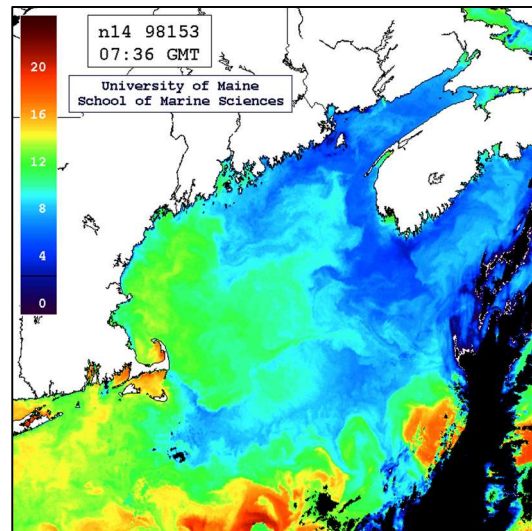 n14 98153
07:36 GMT
University of Maine
School of Marine Sciences
20
16
12
8
4
0